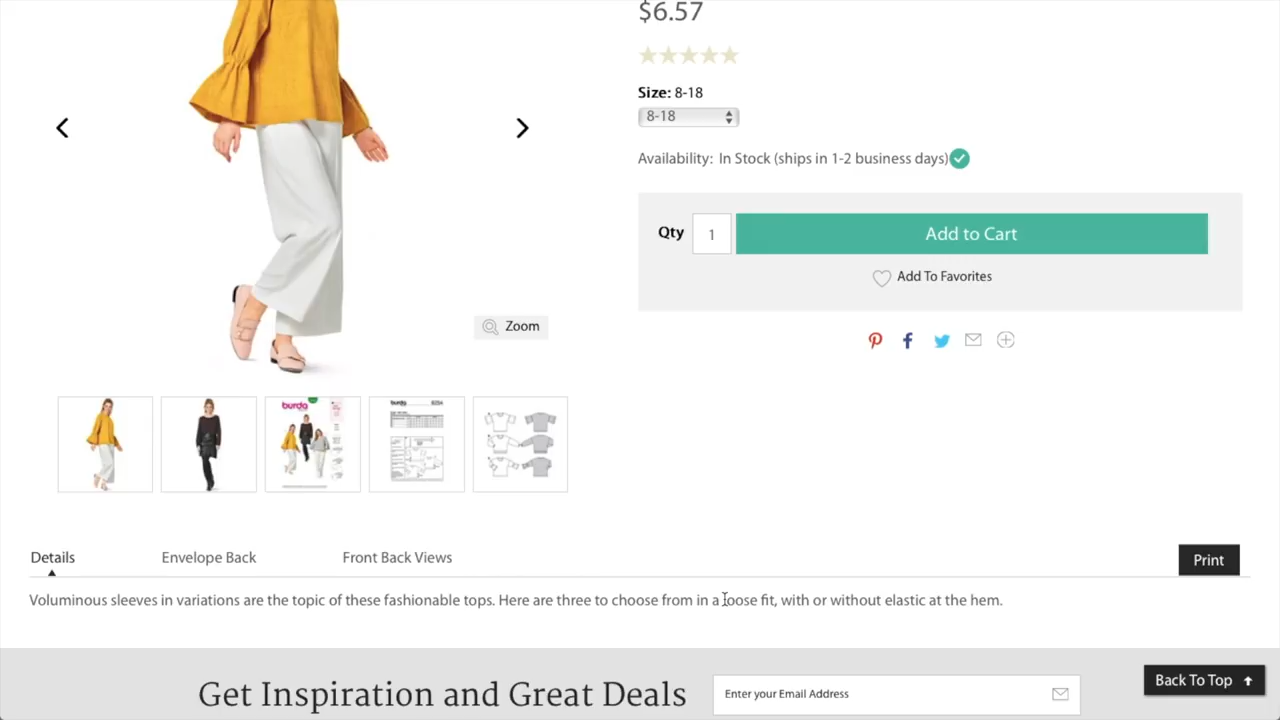 $6.57
Size: 8-18
8-18
Availability: In Stock (ships in 1-2 business days)
Qty 1 Add to Cart
Add To Favorites
Zoom
burda
burda
Details Envelope Back Front Back Views Print
Voluminous sleeves in variations are the topic of these fashionable tops. Here are three to choose from in a loose fit, with or without elastic at the hem.
Get Inspiration and Great Deals
Enter your Email Address
Back To Top